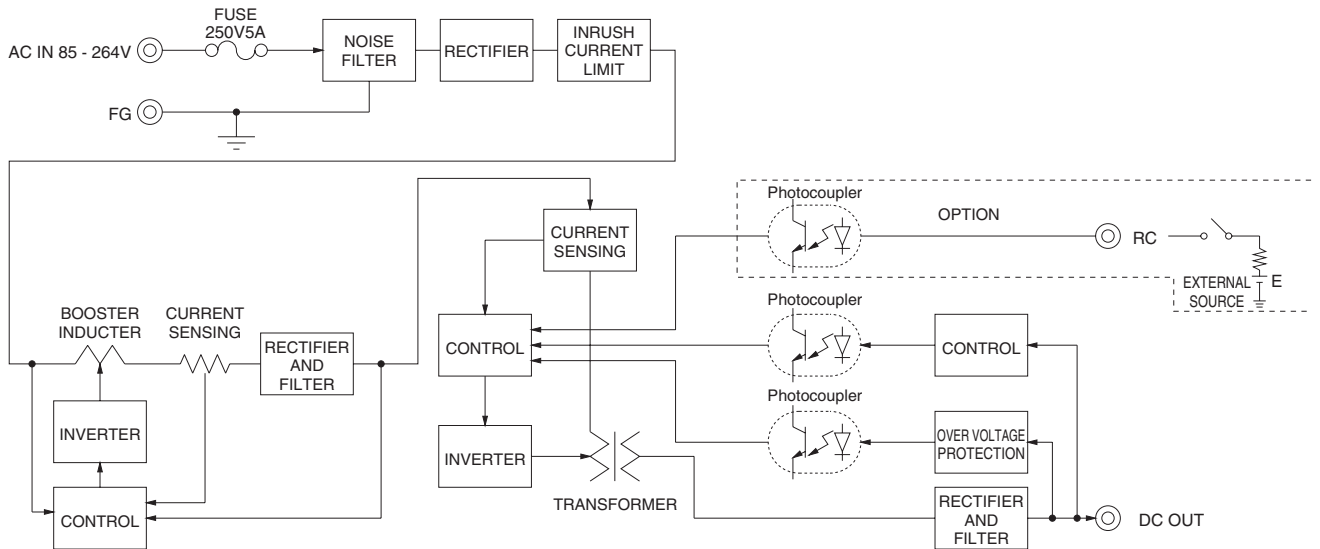 FUSE
250V5A
AC IN 85 - 264V
NOISE
FILTER
RECTIFIER
INRUSH
CURRENT
LIMIT
FG
Photocoupler
OPTION
RC
E
EXTERNAL
SOURCE
CURRENT
SENSING
Photocoupler
CONTROL
CONTROL
BOOSTER
INDUCTER
CURRENT
SENSING
RECTIFIER
AND
FILTER
Photocoupler
INVERTER
INVERTER
OVER VOLTAGE
PROTECTION
TRANSFORMER
CONTROL
RECTIFIER
AND
FILTER
DC OUT